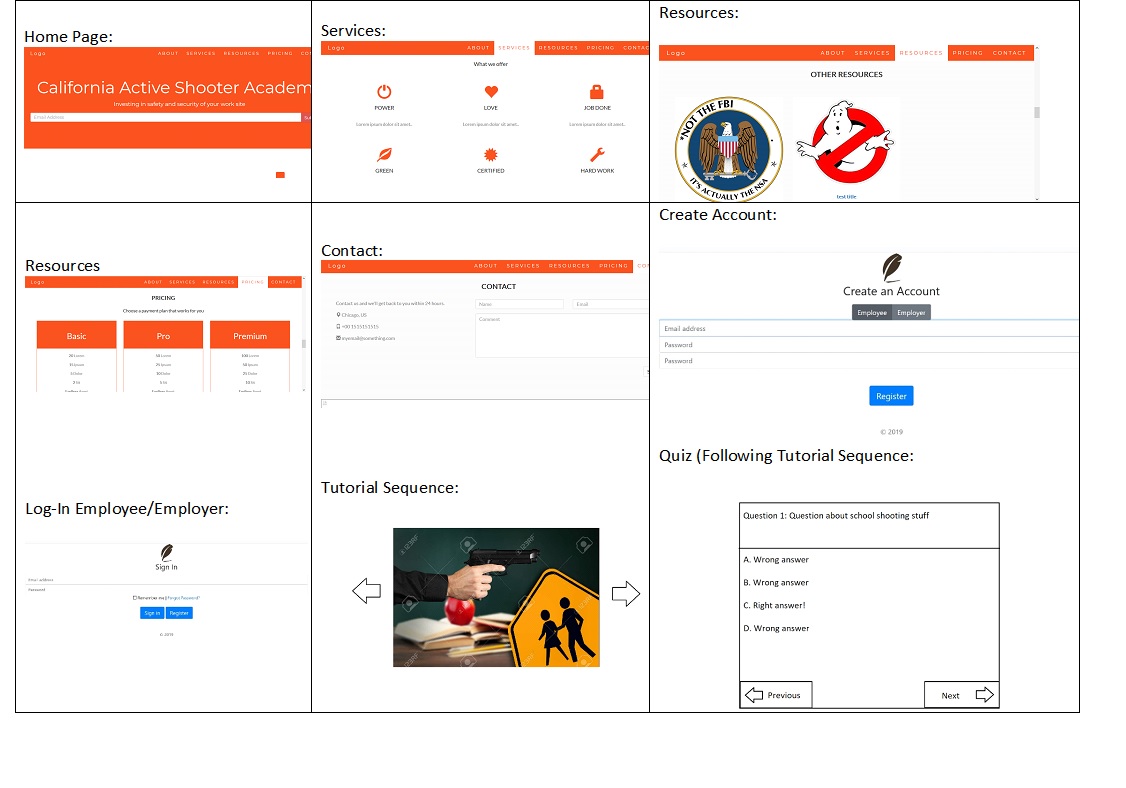 Home Page:
Logo
ABOUT SERVICES RESOURCES PRICING
California Active Shooter Academ
Investing in safety and security of your work site
Email Address
Services:
Logo
ABOUT SERVICES RESOURCES PRICING CONTAC
What we offer
POWER LOVE JOB DONE
Lorem ipsum dolor sit amet.. Lorem ipsum dolor sit amet.. Lorem ipsum dolor sit amet..
GREEN CERTIFIED HARD WORK
Resources:
Logo
ABOUT SERVICES RESOURCES PRICING CONTACT
OTHER RESOURCES
NOT THE FBI
IT'S ACTUALLY THE NSA
test title
Resources
Logo
ABOUT SERVICES RESOURCES PRICING CONTACT
PRICING
Choose a payment plan that works for you
Basic Pro Premium
20 Lorem 50 Lorem 100 Lorem
15 Ipsum 25 Ipsum 50 Ipsum
5 Dolor 10 Dolor 25 Dolor
2 Sit 5 Sit 10 Sit
Log-In Employee/Employer:
Sign In
Email address
Password
Remember me | Forgot Password?
Sign in Register
© 2019
Contact:
Logo
ABOUT SERVICES RESOURCES PRICING
CONTACT
Contact us and we'll get back to you within 24 hours.
Chicago, US
+00 1515151515
myemail@something.com
Name Email
Comment
Tutorial Sequence:
123RF
Create Account:
Create an Account
Employee Employer
Email address
Password
Password
Register
© 2019
Quiz (Following Tutorial Sequence:
Question 1: Question about school shooting stuff
A. Wrong answer
B. Wrong answer
C. Right answer!
D. Wrong answer
Previous Next